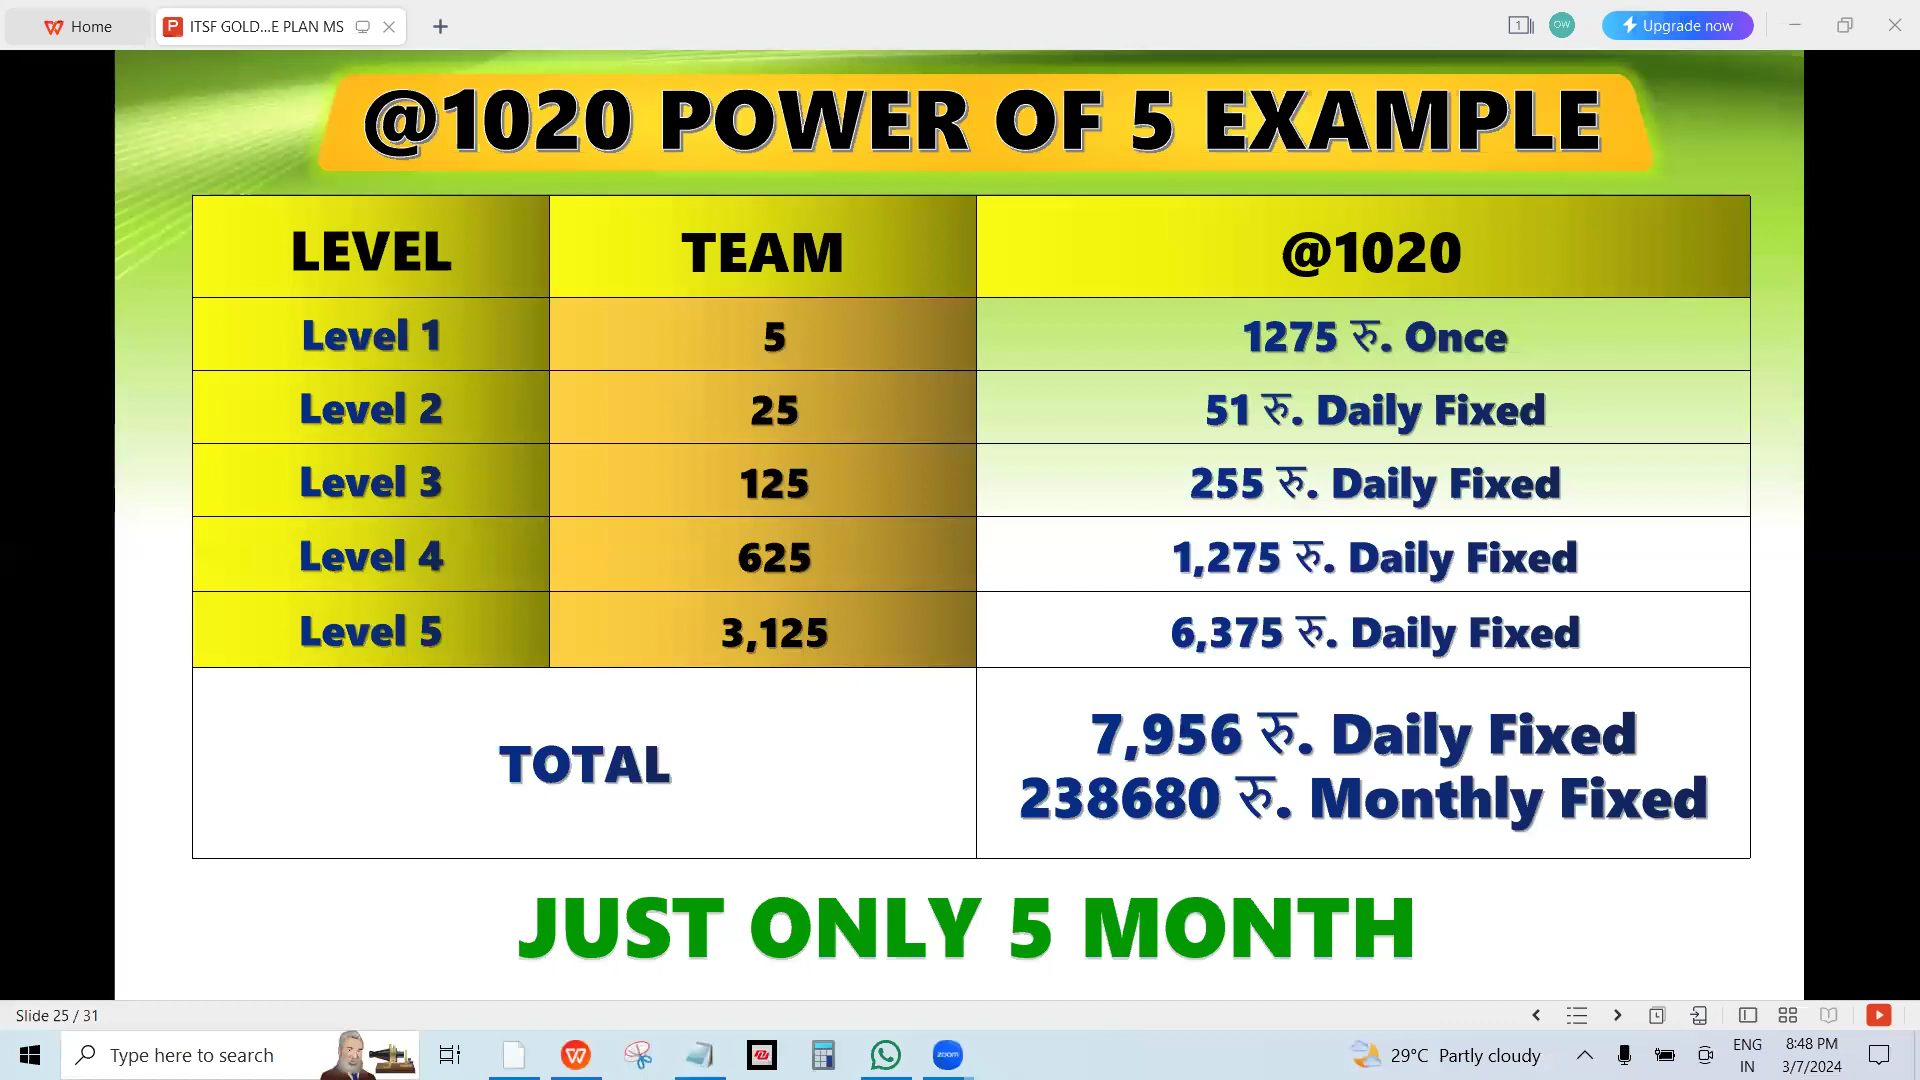 Home
ITSF GOLD...E PLAN MS
1
OW
Upgrade now
@1020 POWER OF 5 EXAMPLE
LEVEL TEAM @1020
Level 1 5 1275 रु. Once
Level 2 25 51 रु. Daily Fixed
Level 3 125 255 रु. Daily Fixed
Level 4 625 1,275 रु. Daily Fixed
Level 5 3,125 6,375 रु. Daily Fixed
TOTAL
7,956 रु. Daily Fixed
238680 रु. Monthly Fixed
JUST ONLY 5 MONTH
Slide 25 / 31
Type here to search
zoom
29°C Partly cloudy
ENG
IN
8:48 PM
3/7/2024